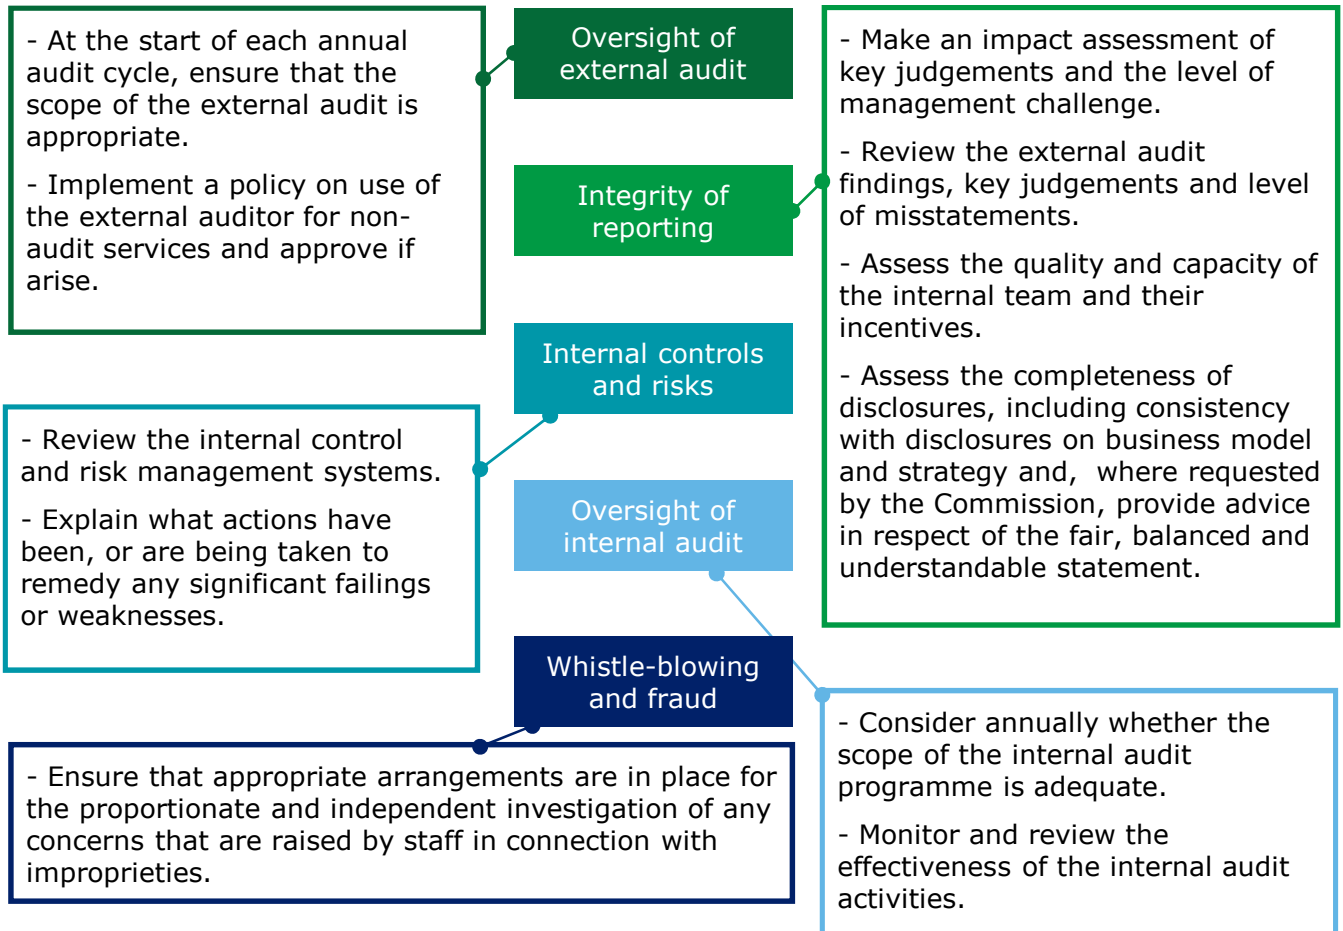 - At the start of each annual
audit cycle, ensure that the
scope of the external audit is
appropriate.
- Implement a policy on use of
the external auditor for non-
audit services and approve if
arise.
Oversight of
external audit
Integrity of
reporting
- Make an impact assessment of
key judgements and the level of
management challenge.
- Review the external audit
findings, key judgements and level
of misstatements.
- Assess the quality and capacity of
the internal team and their
incentives.
- Assess the completeness of
disclosures, including consistency
with disclosures on business model
and strategy and,  where requested
by the Commission, provide advice
in respect of the fair, balanced and
understandable statement.
Internal controls
and risks
- Review the internal control
and risk management systems.
- Explain what actions have
been, or are being taken to
remedy any significant failings
or weaknesses.
Oversight of
internal audit
Whistle-blowing
and fraud
- Ensure that appropriate arrangements are in place for
the proportionate and independent investigation of any
concerns that are raised by staff in connection with
improprieties.
- Consider annually whether the
scope of the internal audit
programme is adequate.
- Monitor and review the
effectiveness of the internal audit
activities.